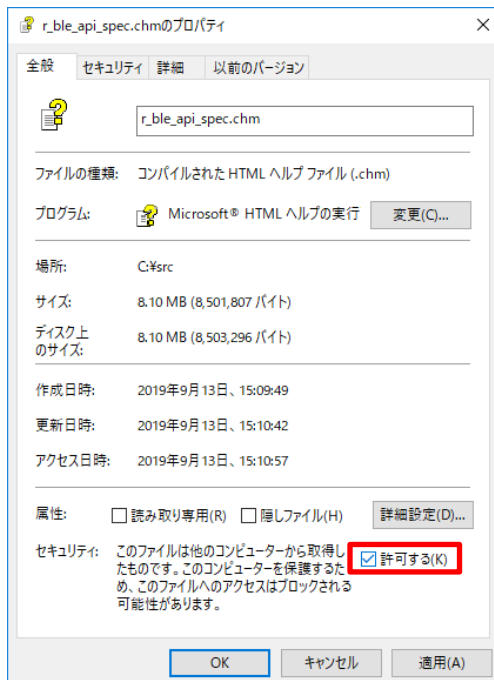 r_ble_api_spec.chmのプロパティ
全般 セキュリティ 詳細 以前のバージョン
r_ble_api_spec.chm
ファイルの種類: コンパイルされた HTML ヘルプ ファイル (.chm)
プログラム: Microsoft® HTML ヘルプの実行 変更(C)...
場所: C:¥src
サイズ: 8.10 MB (8,501,807 バイト)
ディスク上
のサイズ: 8.10 MB (8,503,296 バイト)
作成日時: 2019年9月13日、15:09:49
更新日時: 2019年9月13日、15:10:42
アクセス日時: 2019年9月13日、15:10:57
属性: 読み取り専用(R) 隠しファイル(H) 詳細設定(D)...
セキュリティ: このファイルは他のコンピューターから取得し
たものです。このコンピューターを保護するた 許可する(K)
め、このファイルへのアクセスはブロックされる
可能性があります。
OK キャンセル 適用(A)